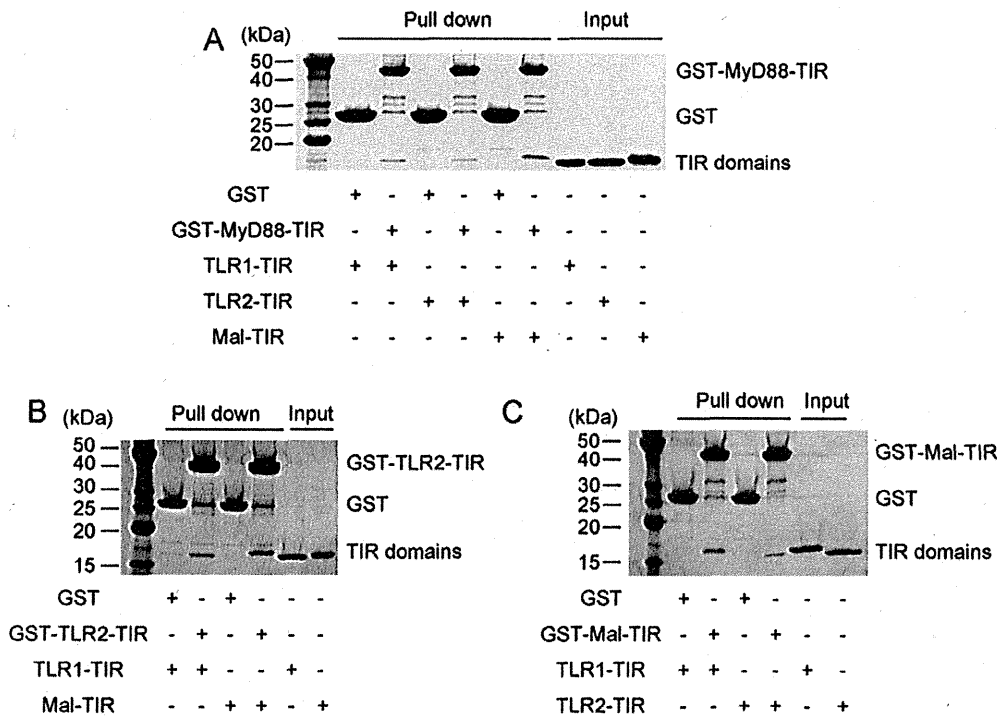 A (kDa) Pull down Input
50
40
30
25
20
GST-MyD88-TIR
GST
TIR domains
GST + - + - + - - - -
GST-MyD88-TIR - + - + - + - - -
TLR1-TIR + + - - - - + - -
TLR2-TIR - - + + - - - + -
Mal-TIR - - - - + + - - +
B (kDa) Pull down Input
50
40
30
25
20
15
GST-TLR2-TIR
GST
TIR domains
GST + - + - - -
GST-TLR2-TIR - + - + - -
TLR1-TIR + + - - + -
Mal-TIR - - + + - +
C (kDa) Pull down Input
50
40
30
25
20
15
GST-Mal-TIR
GST
TIR domains
GST + - + - - -
GST-Mal-TIR - + - + - -
TLR1-TIR + + - - + -
TLR2-TIR - - + + - +